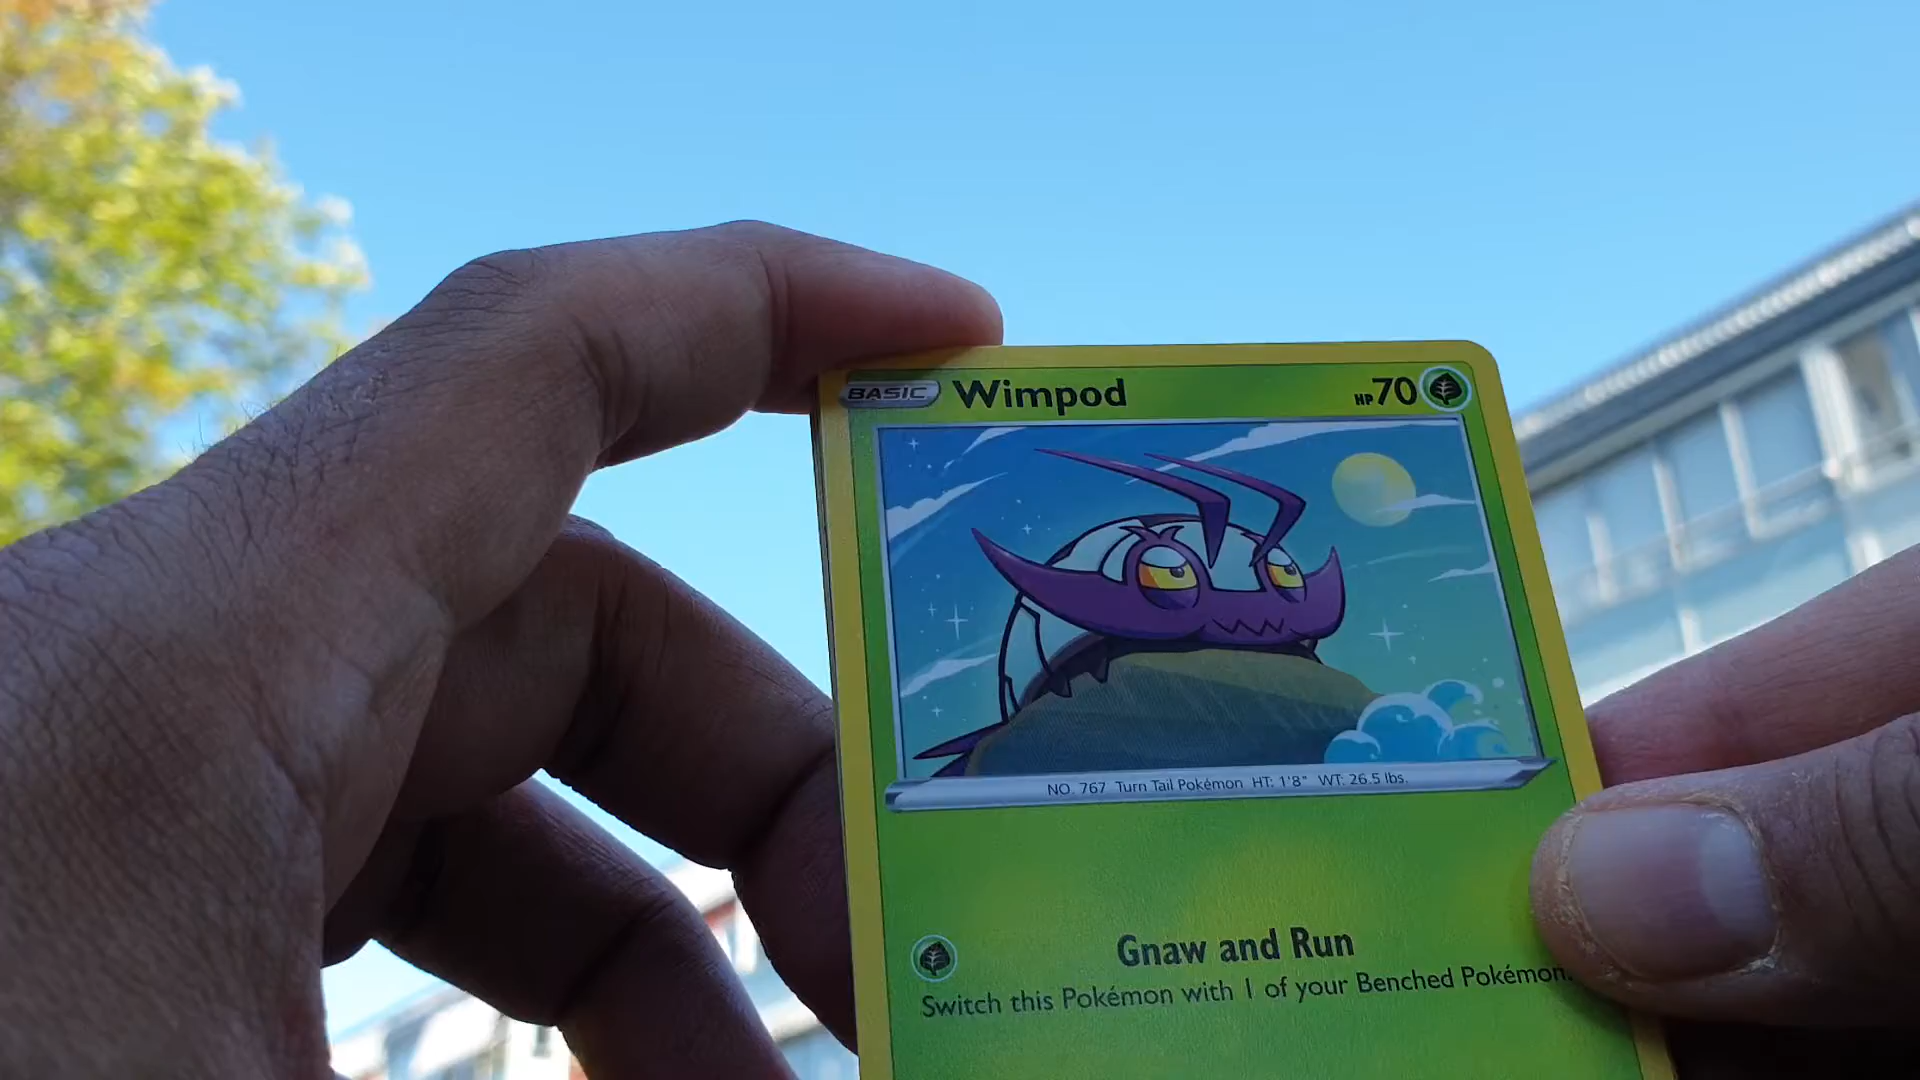 BASIC Wimpod HP70
NO. 767 Turn Tail Pokémon HT: 1'8" WT: 26.5 lbs.
Gnaw and Run
Switch this Pokémon with 1 of your Benched Pokémon.